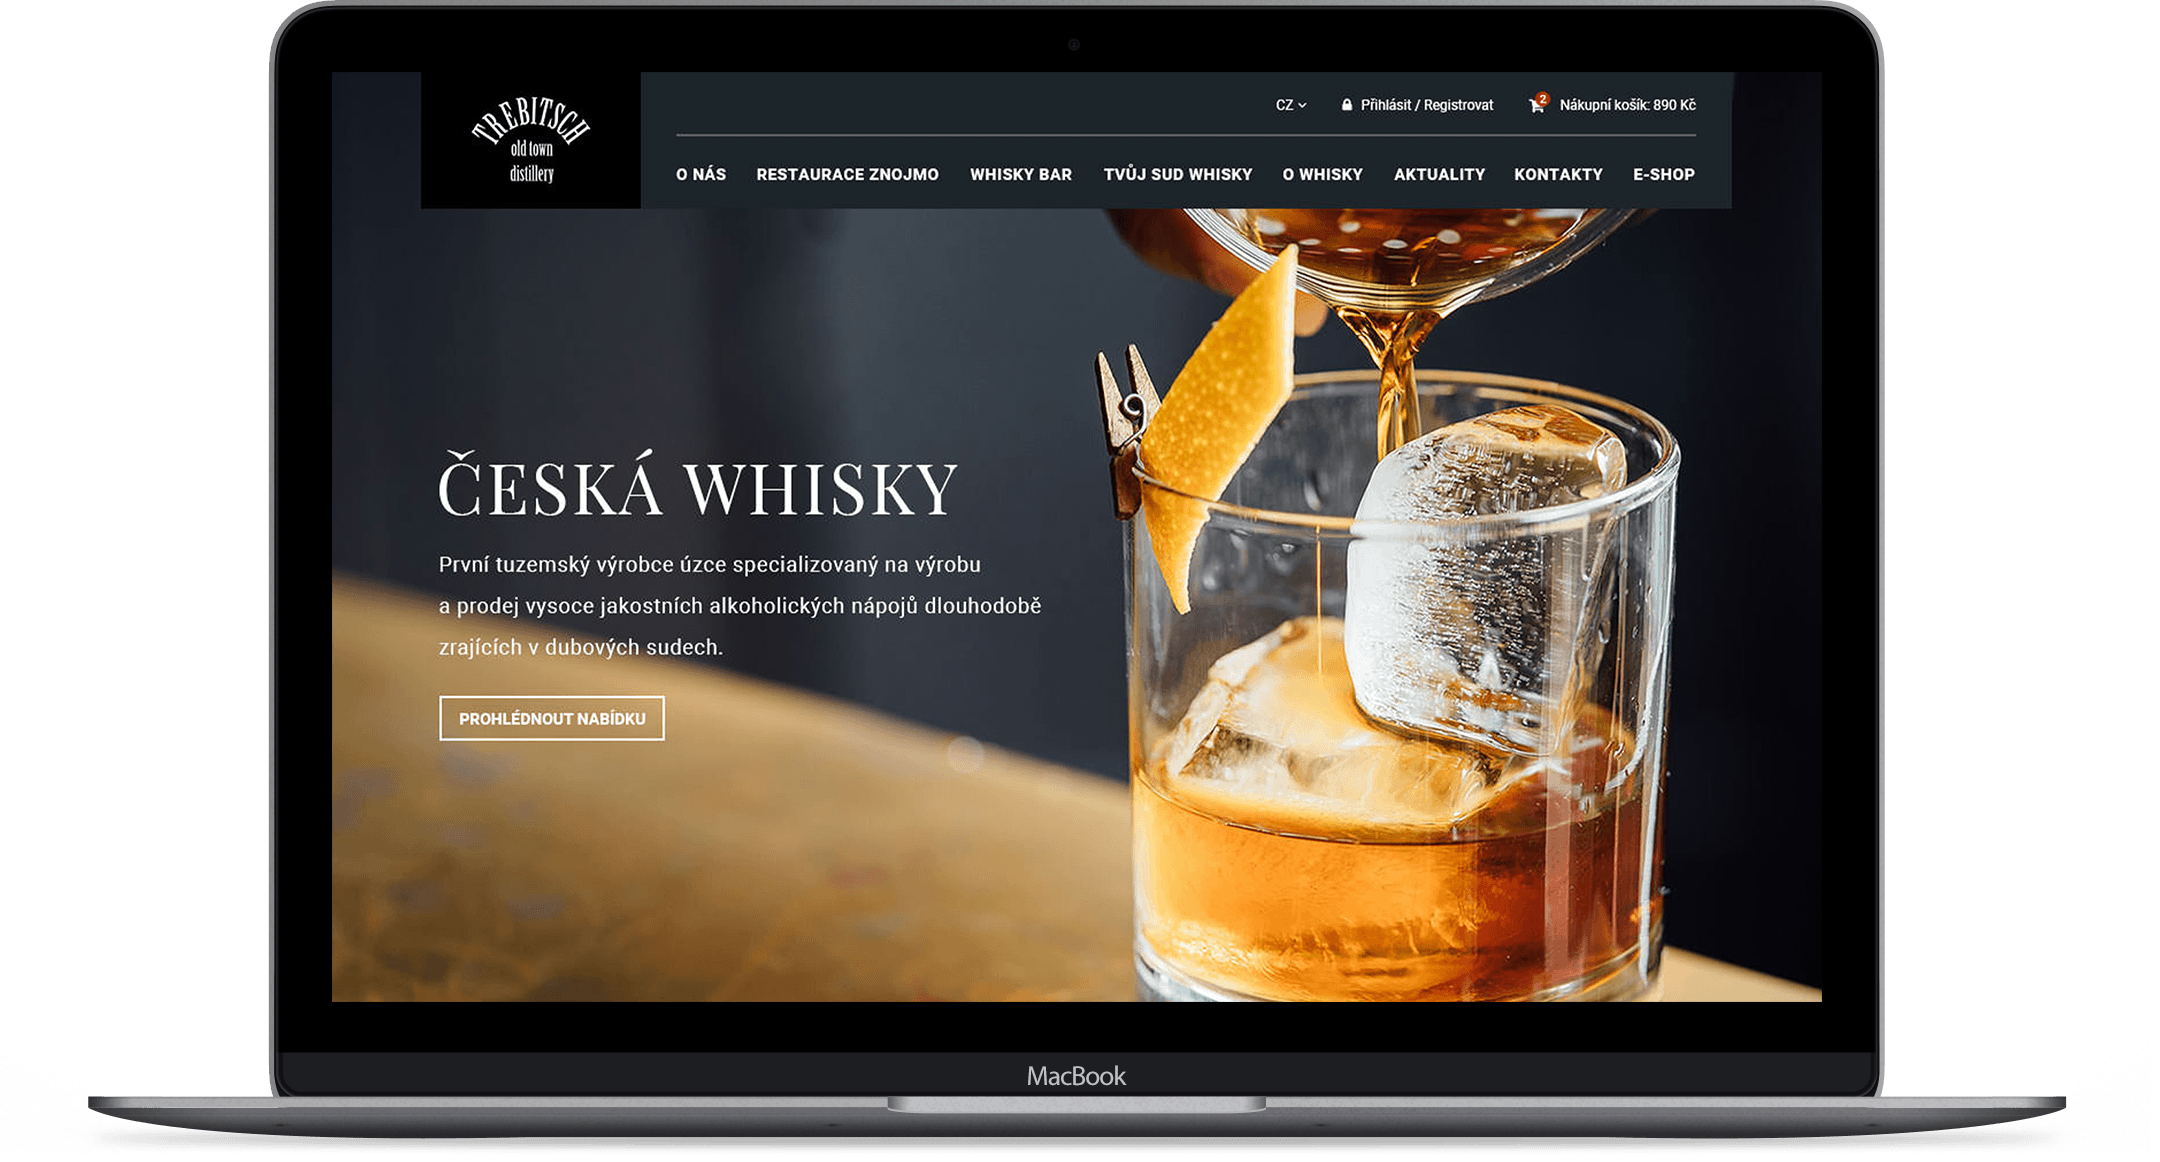 TREBITSCH
old town
distillery
CZ
Přihlásit / Registrovat
2
Nákupní košík: 890 Kč
O NÁS
RESTAURACE ZNOJMO
WHISKY BAR
TVŮJ SUD WHISKY
O WHISKY
AKTUALITY
KONTAKTY
E-SHOP
ČESKÁ WHISKY
První tuzemský výrobce úzce specializovaný na výrobu
a prodej vysoce jakostních alkoholických nápojů dlouhodobě
zrajících v dubových sudech.
PROHLÉDNOUT NABÍDKU
MacBook